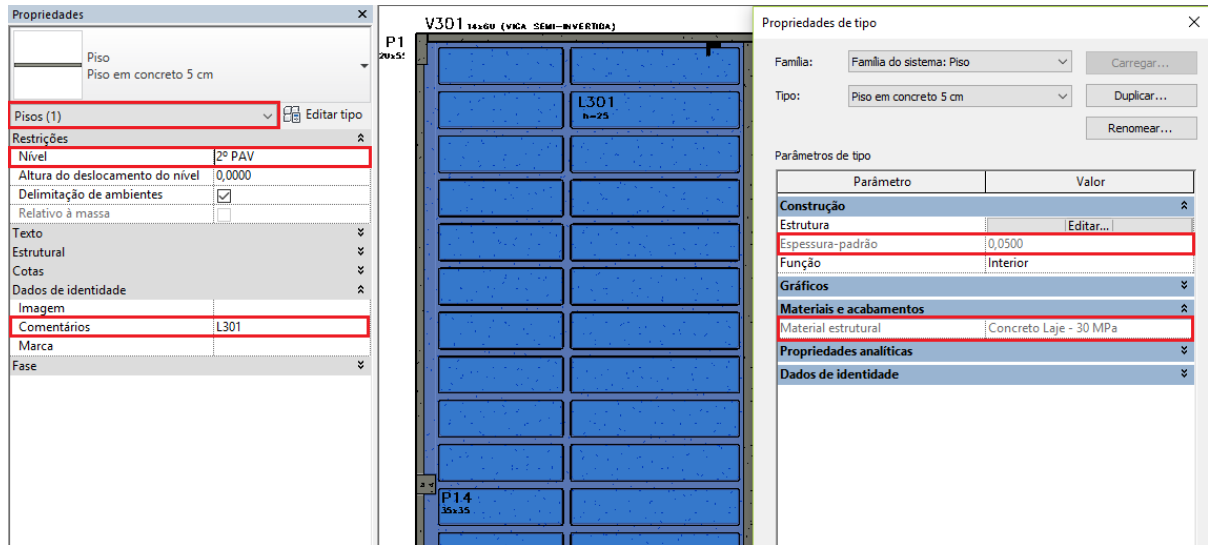 Propriedades
Piso
Piso em concreto 5 cm
Pisos (1)
Editar tipo
Restrições
Nível 2º PAV
Altura do deslocamento do nível 0,0000
Delimitação de ambientes
Relativo à massa
Texto
Estrutural
Cotas
Dados de identidade
Imagem
Comentários L301
Marca
Fase
V301 14x60 (VIGA SEMI-INVERTIDA)
P1
L301
h=25
P14
35x35
Propriedades de tipo
Família: Família do sistema: Piso Carregar...
Tipo: Piso em concreto 5 cm Duplicar...
Renomear...
Parâmetros de tipo
Parâmetro Valor
Construção
Estrutura Editar...
Espessura-padrão 0,0500
Função Interior
Gráficos
Materiais e acabamentos
Material estrutural Concreto Laje - 30 MPa
Propriedades analíticas
Dados de identidade